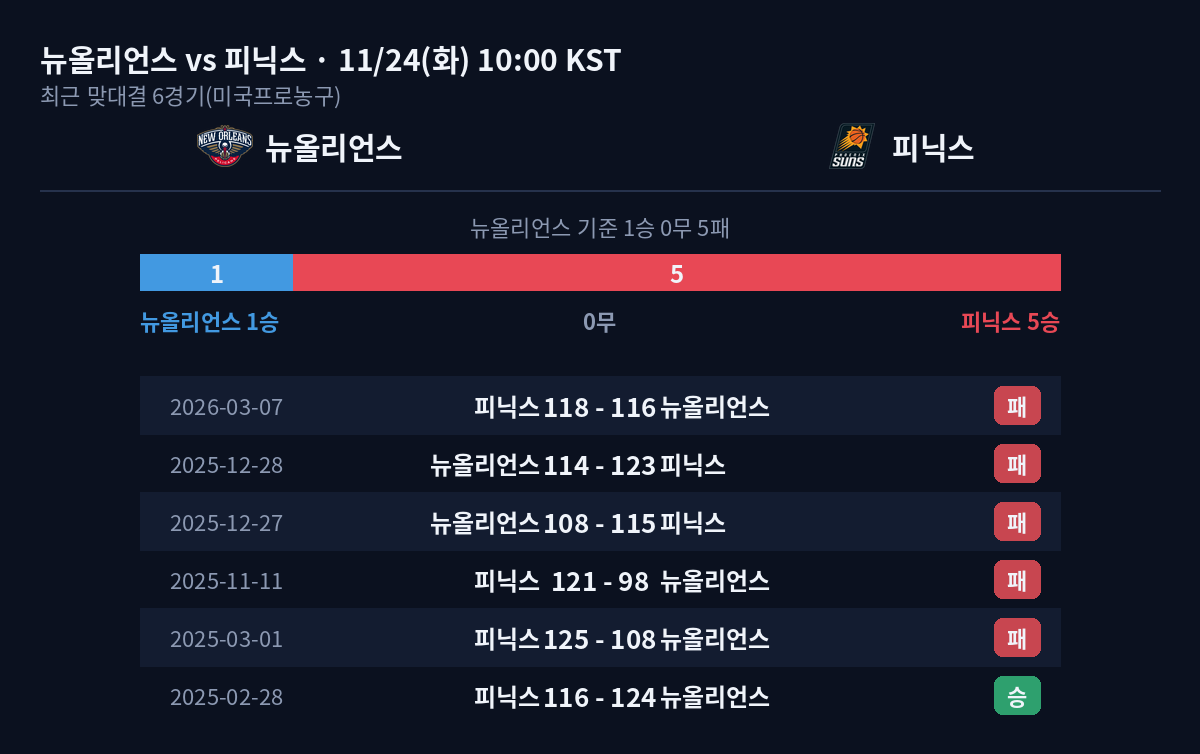 뉴올리언스 vs 피닉스 · 11/24(화) 10:00 KST
최근 맞대결 6경기(미국프로농구)
NEW ORLEANS PELICANS 뉴올리언스
PHOENIX SUNS 피닉스
뉴올리언스 기준 1승 0무 5패
1 5
뉴올리언스 1승 0무 피닉스 5승
2026-03-07 피닉스 118 - 116 뉴올리언스 패
2025-12-28 뉴올리언스 114 - 123 피닉스 패
2025-12-27 뉴올리언스 108 - 115 피닉스 패
2025-11-11 피닉스 121 - 98 뉴올리언스 패
2025-03-01 피닉스 125 - 108 뉴올리언스 패
2025-02-28 피닉스 116 - 124 뉴올리언스 승